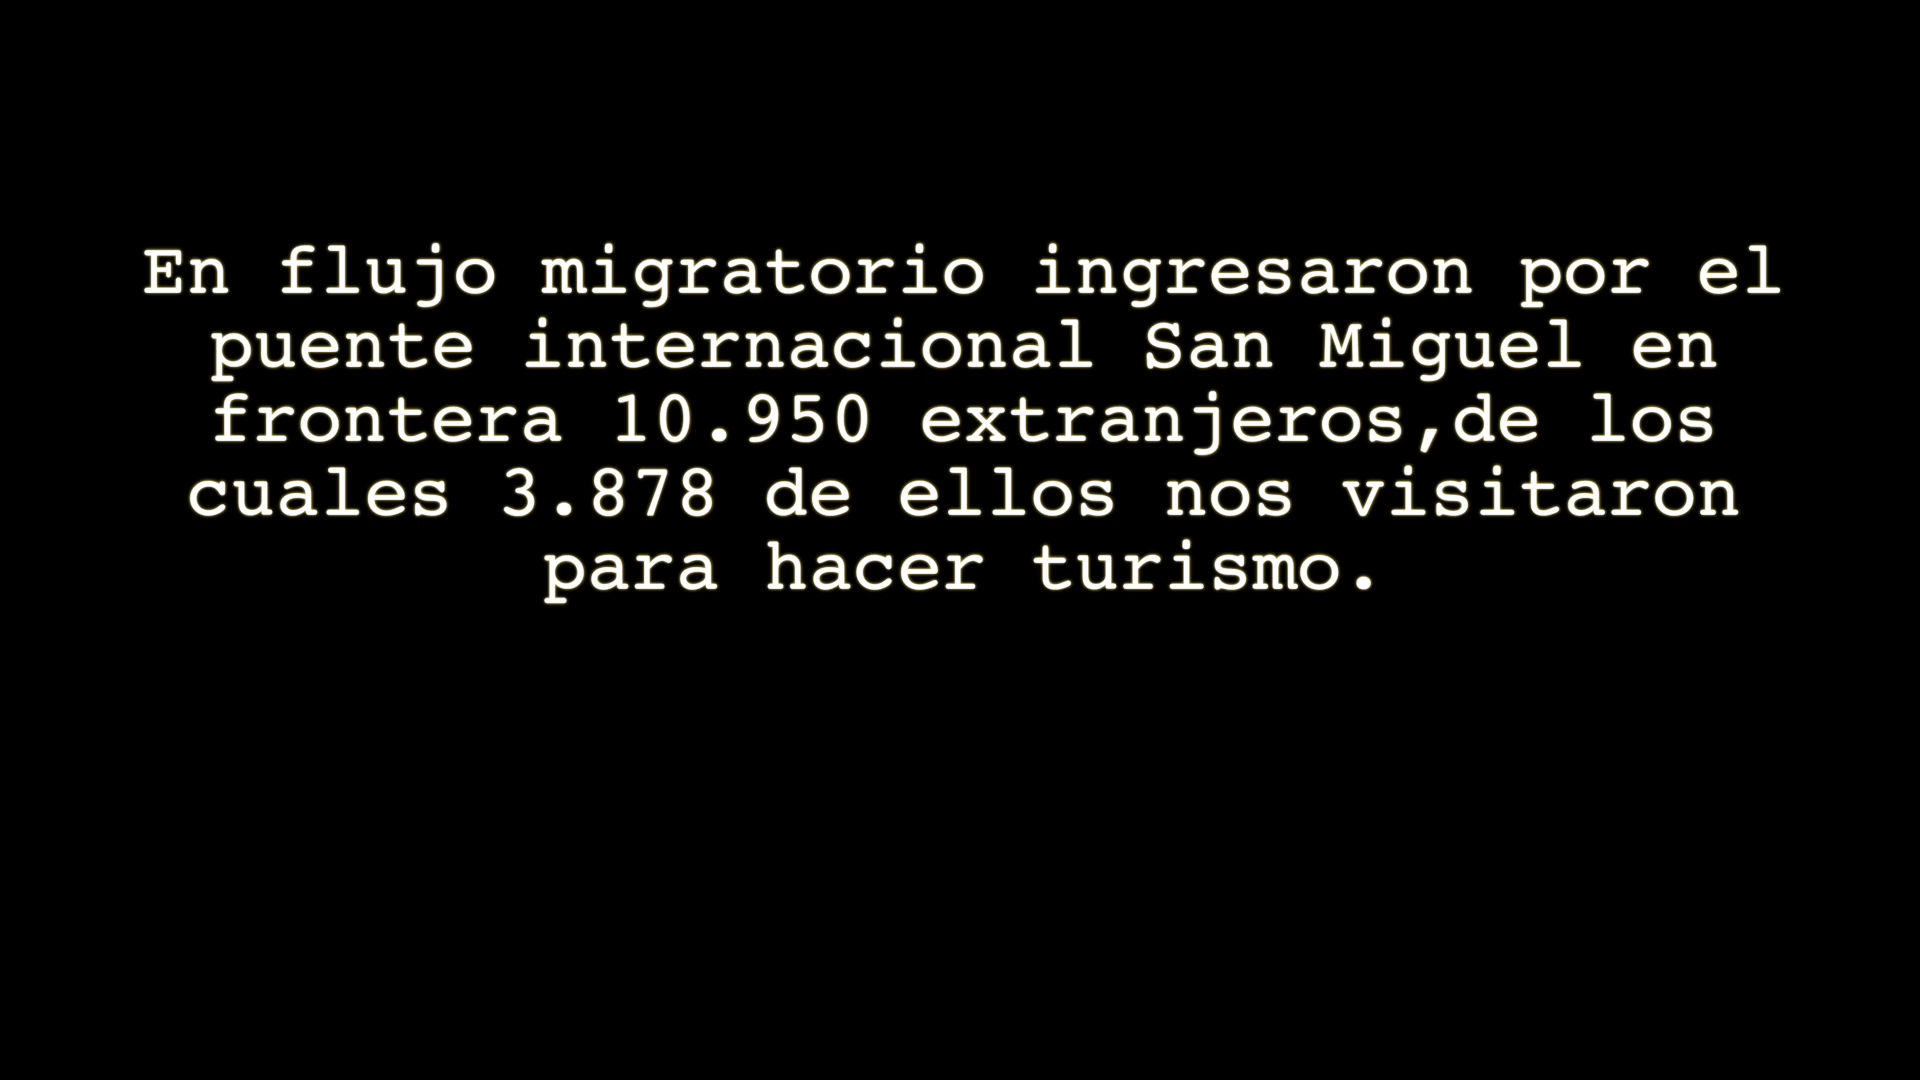 En flujo migratorio ingresaron por el
puente internacional San Miguel en
frontera 10.950 extranjeros,de los
cuales 3.878 de ellos nos visitaron
para hacer turismo.